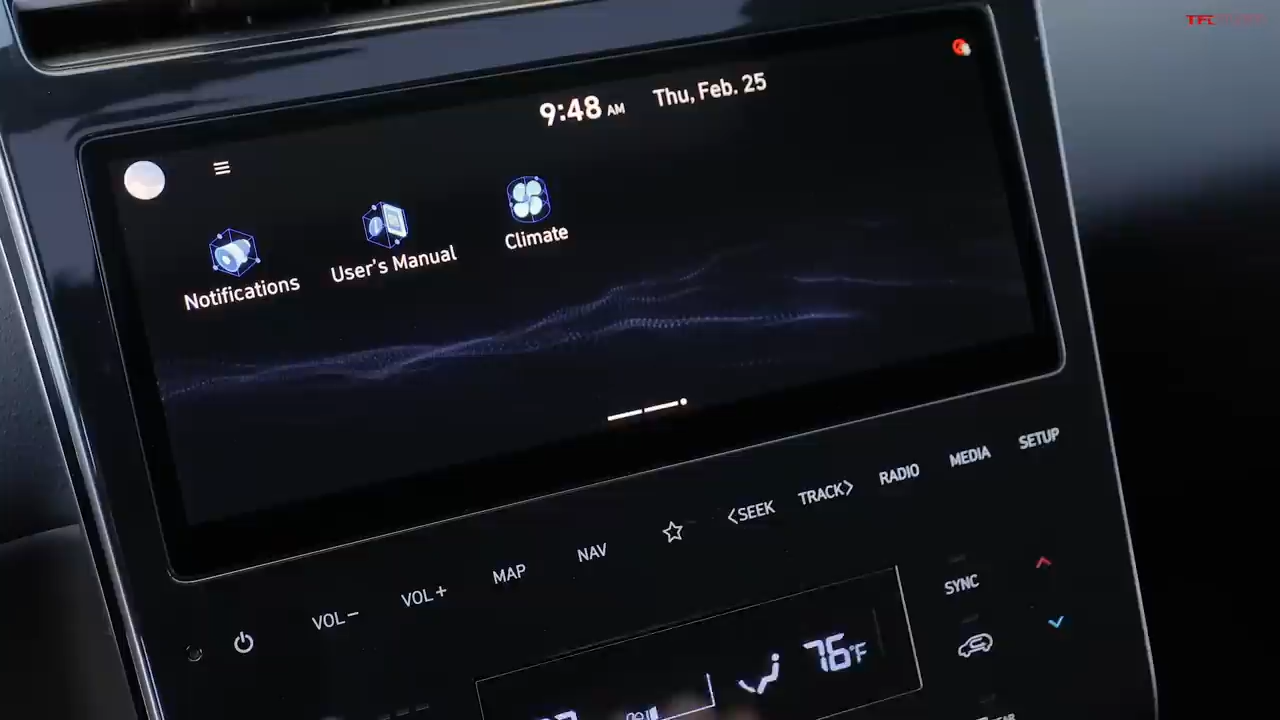 TFL
9:48 AM Thu, Feb. 25
Notifications
User's Manual
Climate
VOL−
VOL+
MAP
NAV
<SEEK
TRACK>
RADIO
MEDIA
SETUP
SYNC
76°F